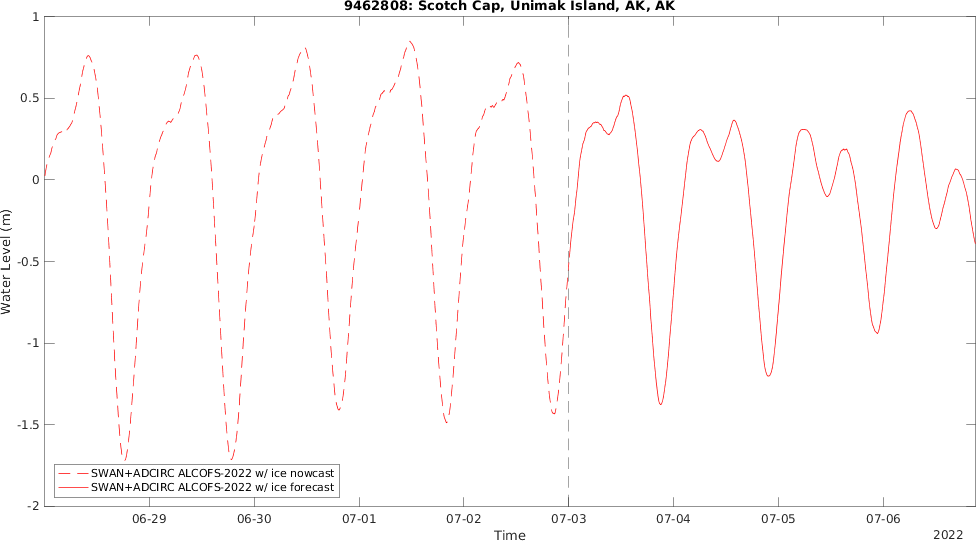 9462808: Scotch Cap, Unimak Island, AK, AK
1
0.5
0
-0.5
-1
-1.5
-2
Water Level (m)
SWAN+ADCIRC ALCOFS-2022 w/ ice nowcast
SWAN+ADCIRC ALCOFS-2022 w/ ice forecast
06-29 06-30 07-01 07-02 07-03 07-04 07-05 07-06
Time
2022